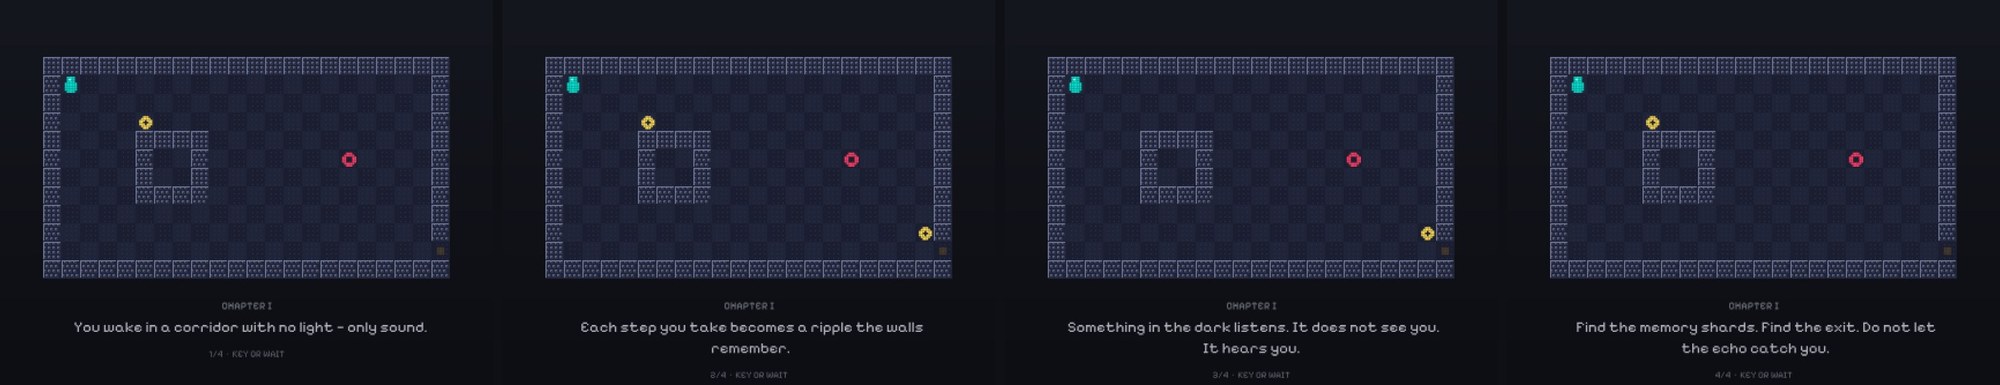 CHAPTER I
You wake in a corridor with no light - only sound.
1/4 · KEY OR WAIT
CHAPTER I
Each step you take becomes a ripple the walls
remember.
2/4 · KEY OR WAIT
CHAPTER I
Something in the dark listens. It does not see you.
It hears you.
3/4 · KEY OR WAIT
CHAPTER I
Find the memory shards. Find the exit. Do not let
the echo catch you.
4/4 · KEY OR WAIT